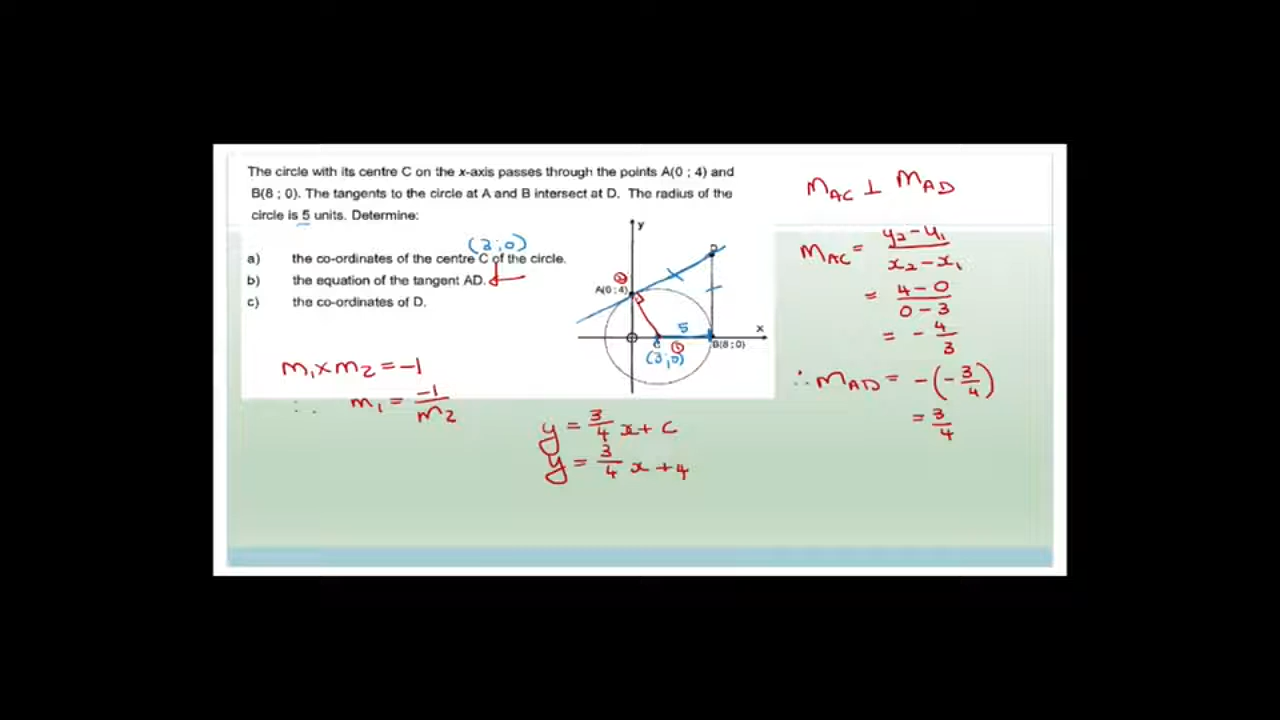 The circle with its centre C on the x-axis passes through the points A(0 ; 4) and
B(8 ; 0). The tangents to the circle at A and B intersect at D. The radius of the
circle is 5 units. Determine:
(3;0)
a) the co-ordinates of the centre C of the circle.
b) the equation of the tangent AD.
c) the co-ordinates of D.
y
D
②
A(0 ; 4)
5
x
C
①
B(8 ; 0)
(3;0)
m₁ × m₂ = -1
∴ m₁ = -1/m₂
y = 3/4 x + c
y = 3/4 x + 4
M_AC ⊥ M_AD
M_AC = y₂ - y₁ / x₂ - x₁
= 4 - 0 / 0 - 3
= - 4/3
∴ M_AD = -(-3/4)
= 3/4